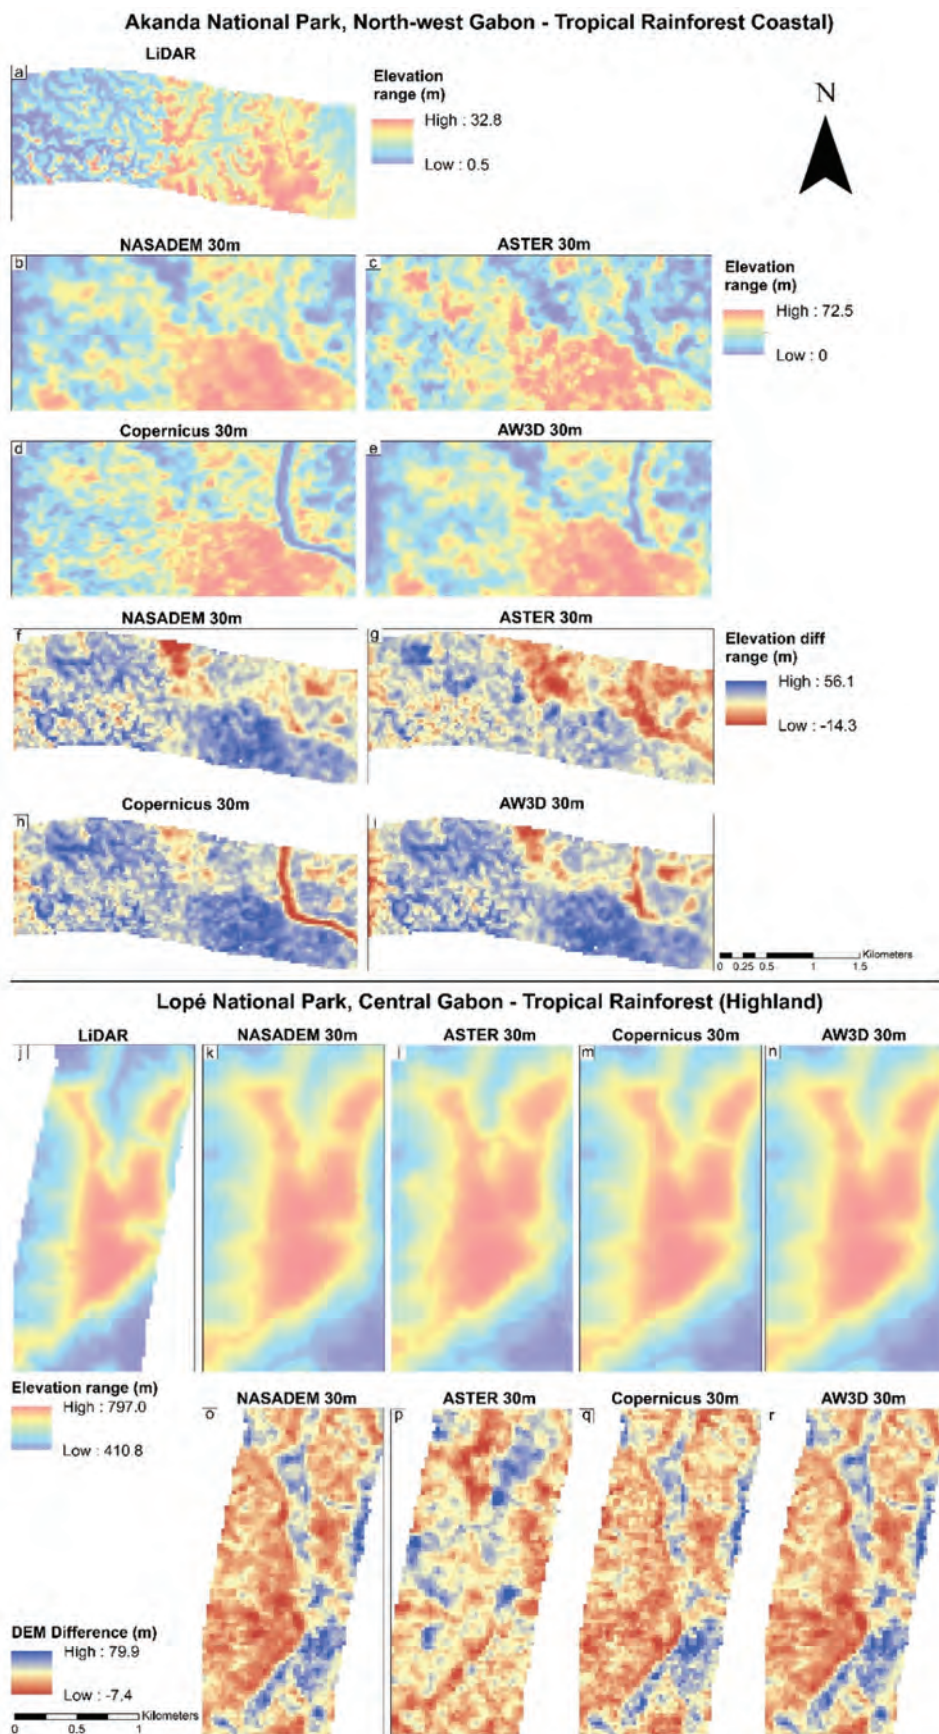 Akanda National Park, North-west Gabon - Tropical Rainforest Coastal)
LiDAR
a
Elevation
range (m)
High : 32.8
Low : 0.5
N
NASADEM 30m
ASTER 30m
b
c
Elevation
range (m)
High : 72.5
Low : 0
Copernicus 30m
AW3D 30m
d
e
NASADEM 30m
ASTER 30m
f
g
Elevation diff
range (m)
High : 56.1
Low : -14.3
Copernicus 30m
AW3D 30m
h
i
Kilometers
0 0.25 0.5 1 1.5
Lopé National Park, Central Gabon - Tropical Rainforest (Highland)
LiDAR
NASADEM 30m
ASTER 30m
Copernicus 30m
AW3D 30m
j
k
l
m
n
Elevation range (m)
High : 797.0
Low : 410.8
NASADEM 30m
ASTER 30m
Copernicus 30m
AW3D 30m
o
p
q
r
DEM Difference (m)
High : 79.9
Low : -7.4
Kilometers
0 0.5 1